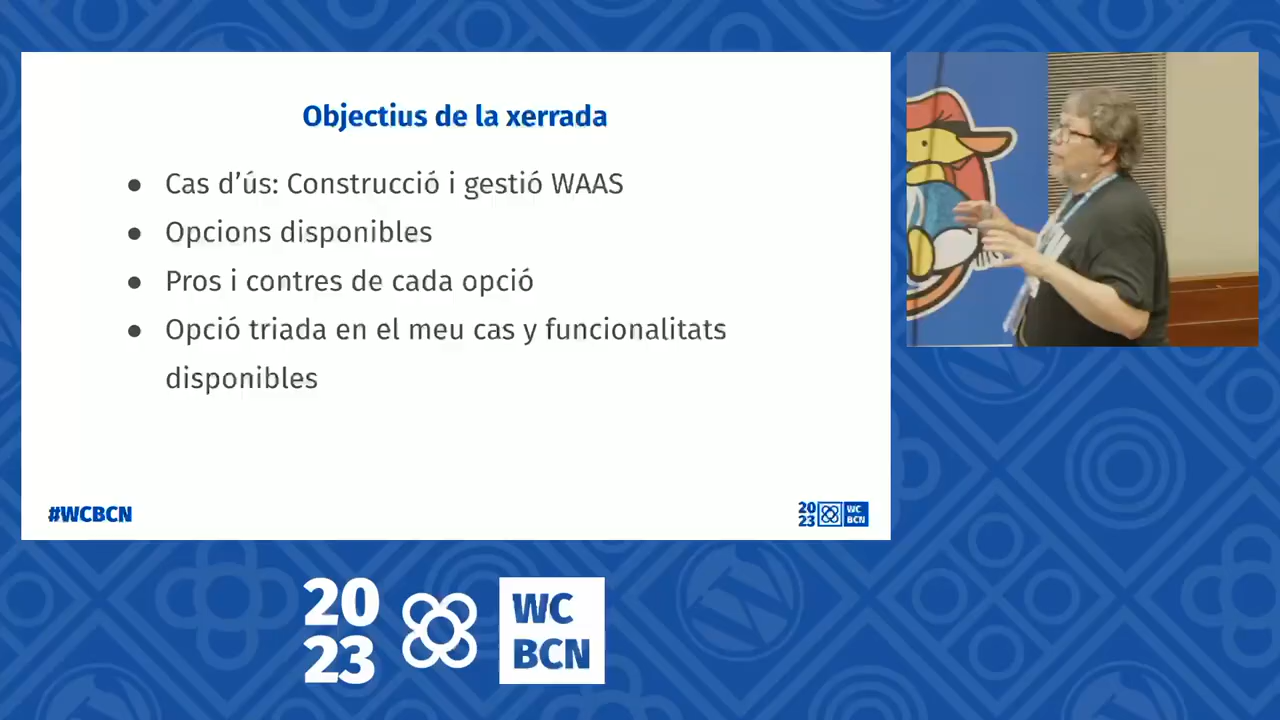 Objectius de la xerrada
● Cas d’ús: Construcció i gestió WAAS
● Opcions disponibles
● Pros i contres de cada opció
● Opció triada en el meu cas y funcionalitats
disponibles
#WCBCN
20
23
WC
BCN
20
23
WC
BCN